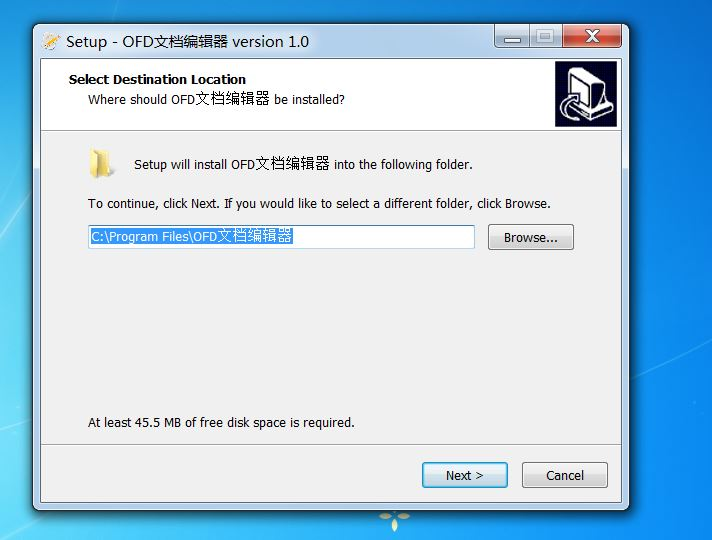 Setup - OFD文档编辑器 version 1.0
Select Destination Location
Where should OFD文档编辑器 be installed?
Setup will install OFD文档编辑器 into the following folder.
To continue, click Next. If you would like to select a different folder, click Browse.
C:\Program Files\OFD文档编辑器
Browse...
At least 45.5 MB of free disk space is required.
Next >
Cancel